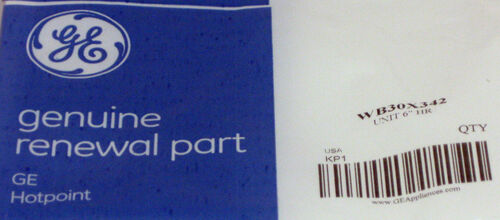 GE
genuine
renewal part
GE
Hotpoint
WB30X342
UNIT 6" HR
QTY
USA
KP1
www.GEAppliances.com